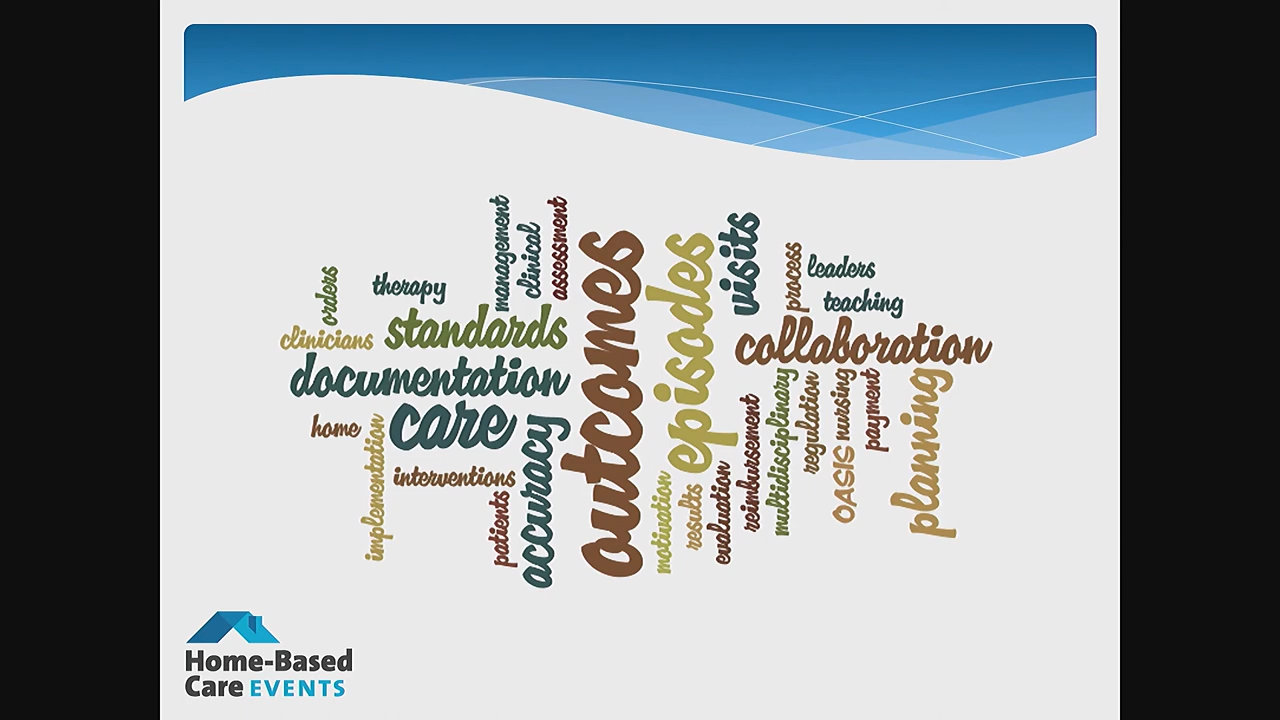 management
clinical
assessment
orders
therapy
clinicians
standards
documentation
home
care
implementation
interventions
patients
accuracy
outcomes
episodes
visits
process
leaders
teaching
collaboration
motivation
results
evaluation
reimbursement
multidisciplinary
regulation
OASIS
nursing
payment
planning
Home-Based
Care EVENTS